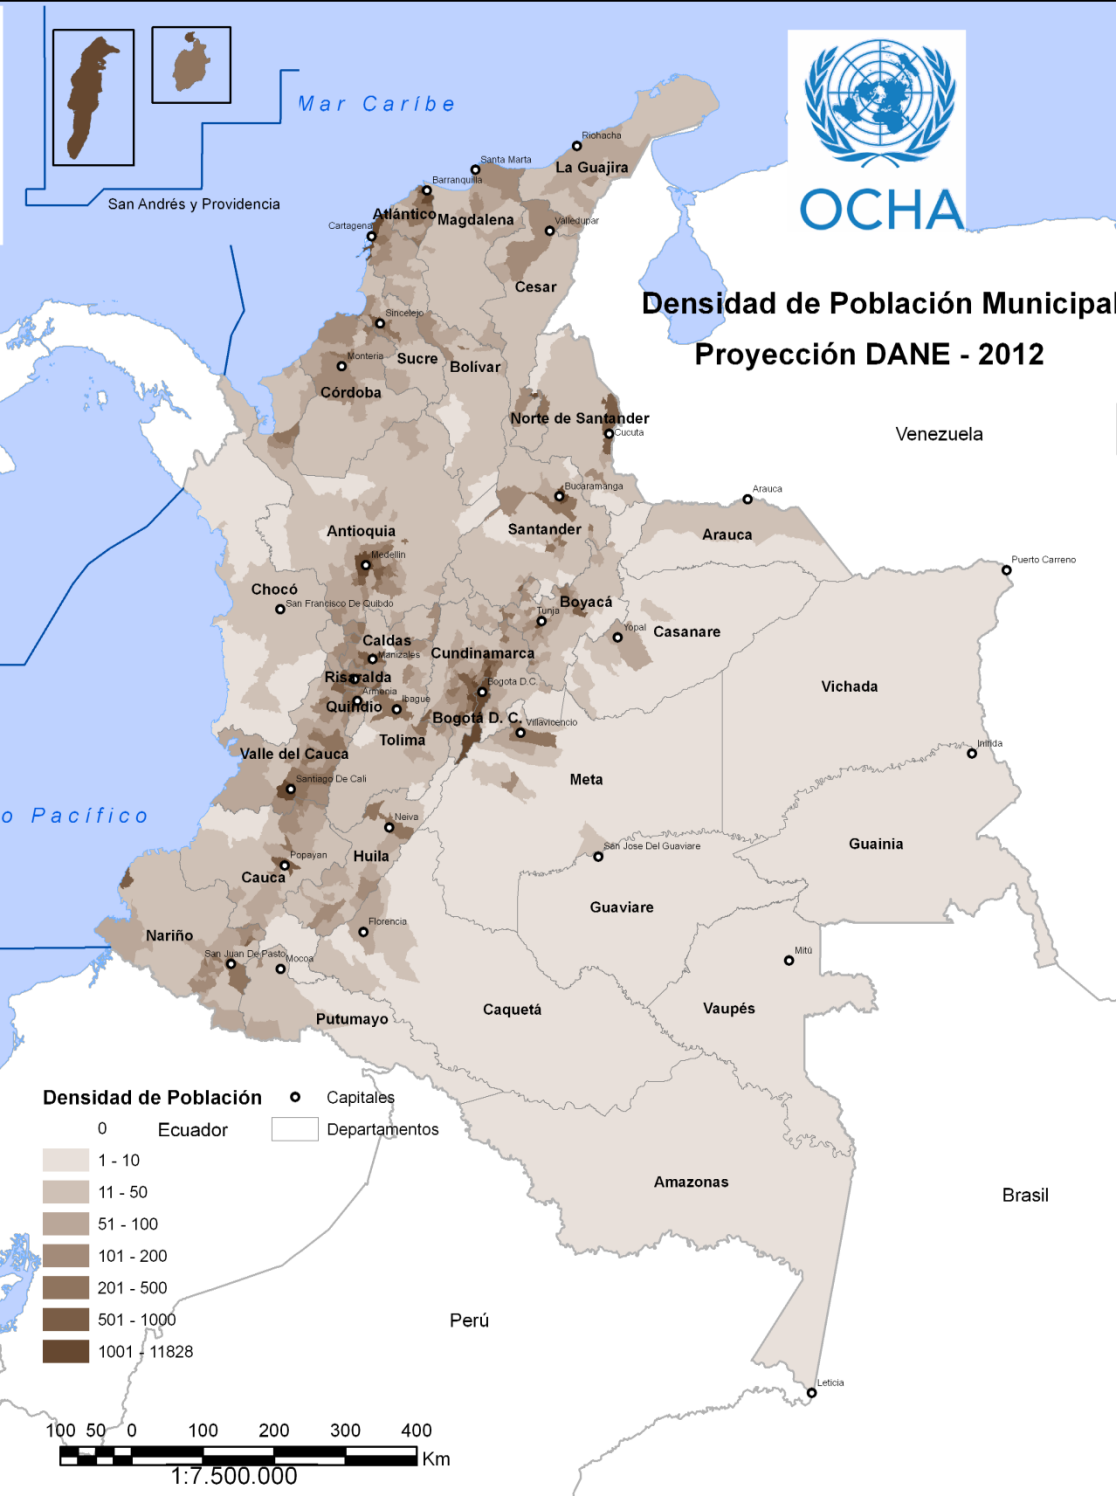 Mar Caríbe
San Andrés y Providencia
OCHA
Densidad de Población Municipal
Proyección DANE - 2012
Riohacha
Santa Marta
La Guajira
Barranquilla
Atlántico
Magdalena
Cartagena
Valledupar
Cesar
Sincelejo
Monteria
Sucre
Bolívar
Córdoba
Norte de Santander
Cucuta
Venezuela
Bucaramanga
Arauca
Santander
Arauca
Antioquia
Medellin
Puerto Carreno
Chocó
San Francisco De Quibdo
Boyacá
Tunja
Yopal
Casanare
Caldas
Manizales
Cundinamarca
Risaralda
Bogota D.C.
Vichada
Armenia
Ibague
Quindio
Bogotá D. C.
Villavicencio
Tolima
Inirida
Valle del Cauca
Santiago De Cali
Meta
o Pacífico
Neiva
San Jose Del Guaviare
Guainia
Huila
Popayan
Cauca
Guaviare
Florencia
Nariño
San Juan De Pasto
Mocoa
Mitú
Caquetá
Vaupés
Putumayo
Densidad de Población
Capitales
0
Ecuador
Departamentos
1 - 10
11 - 50
51 - 100
101 - 200
201 - 500
501 - 1000
1001 - 11828
Amazonas
Brasil
Perú
Leticia
100 50 0 100 200 300 400
Km
1:7.500.000